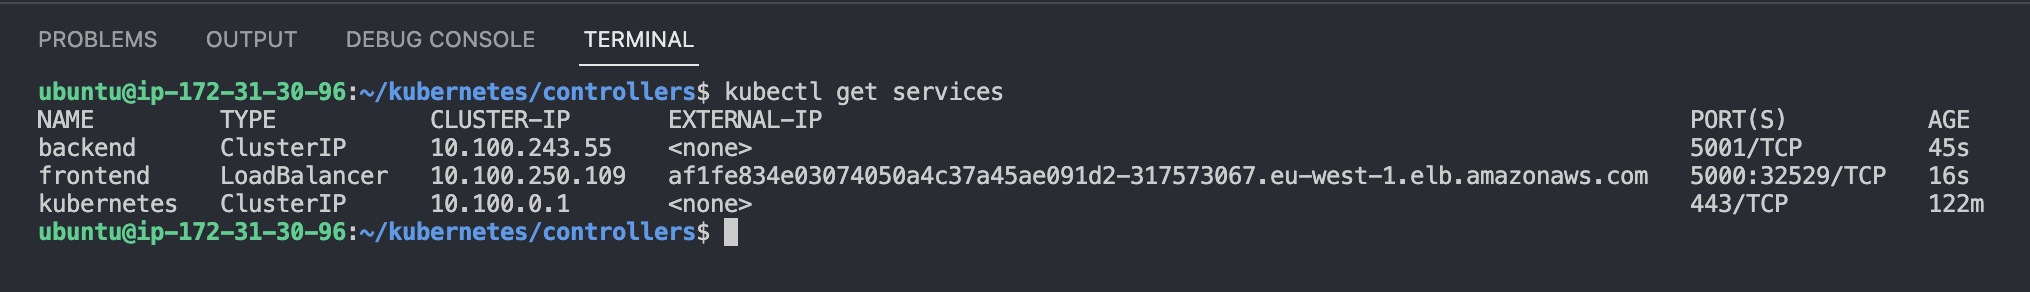 PROBLEMS OUTPUT DEBUG CONSOLE TERMINAL
ubuntu@ip-172-31-30-96:~/kubernetes/controllers$ kubectl get services
NAME TYPE CLUSTER-IP EXTERNAL-IP PORT(S) AGE
backend ClusterIP 10.100.243.55 <none> 5001/TCP 45s
frontend LoadBalancer 10.100.250.109 af1fe834e03074050a4c37a45ae091d2-317573067.eu-west-1.elb.amazonaws.com 5000:32529/TCP 16s
kubernetes ClusterIP 10.100.0.1 <none> 443/TCP 122m
ubuntu@ip-172-31-30-96:~/kubernetes/controllers$